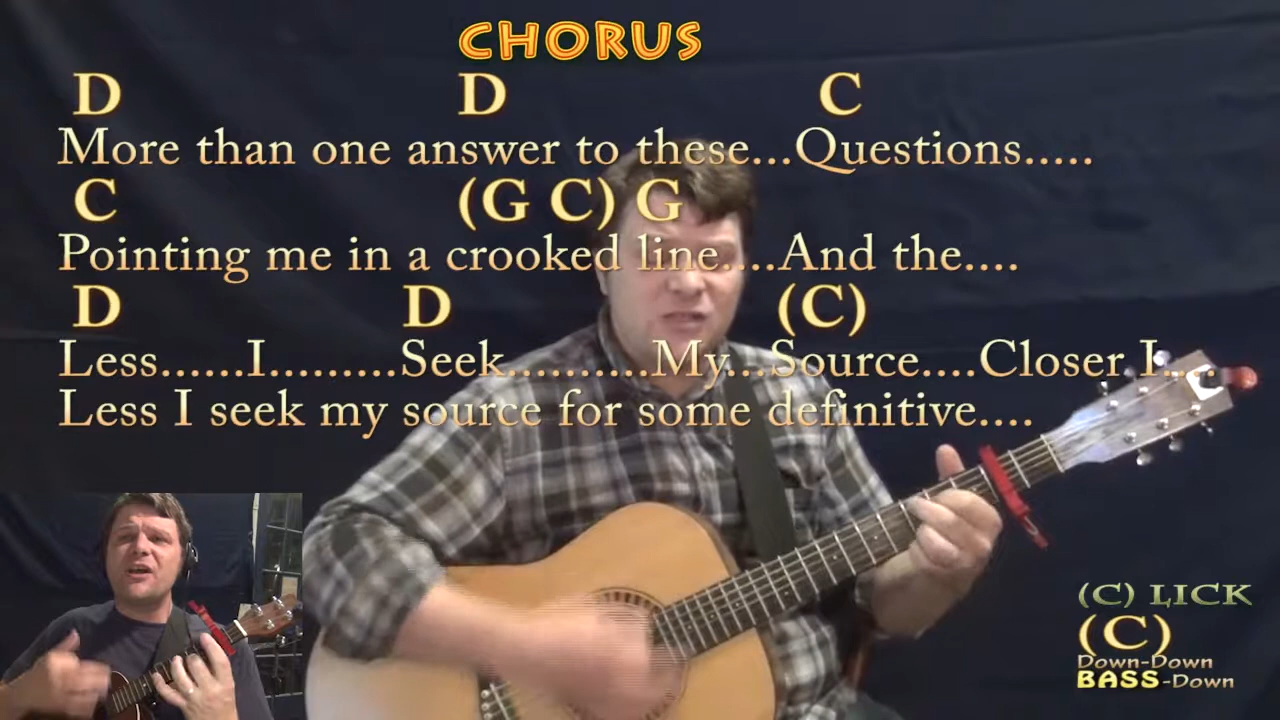 CHORUS
D D C
More than one answer to these...Questions.....
C (G C) G
Pointing me in a crooked line....And the....
D D (C)
Less......I.........Seek..........My...Source....Closer I....
Less I seek my source for some definitive....
(C) LICK
(C)
Down-Down
BASS-Down